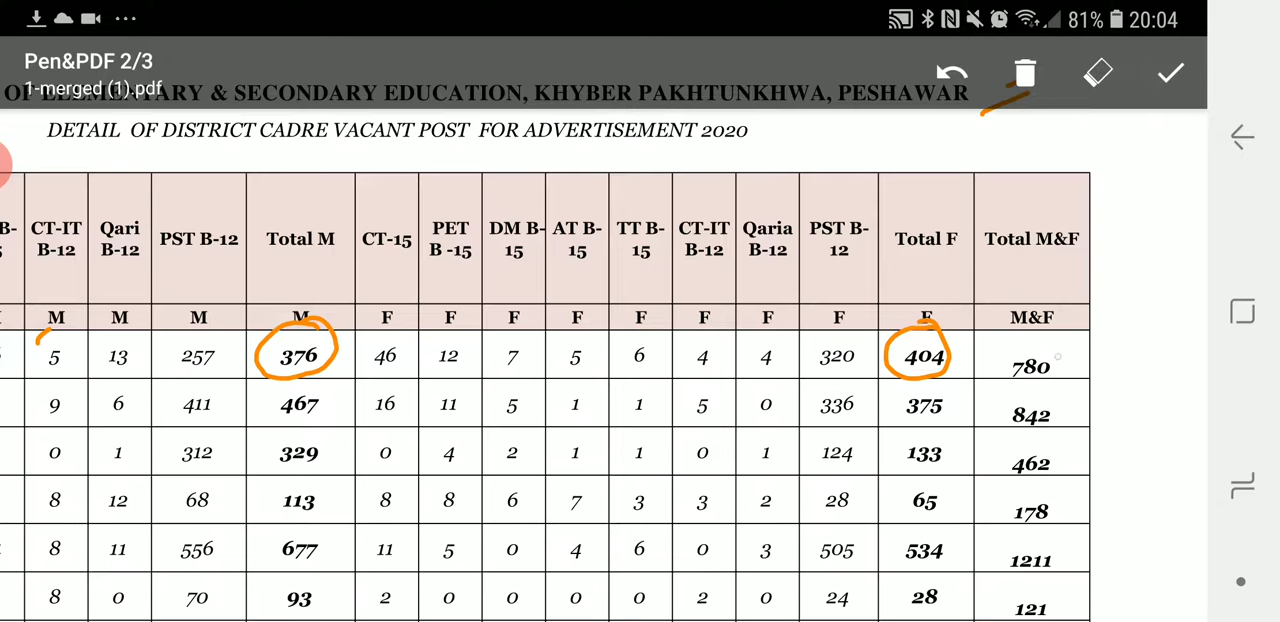 81% 20:04
Pen&PDF 2/3
1-merged (1).pdf
OF ELEMENTARY & SECONDARY EDUCATION, KHYBER PAKHTUNKHWA, PESHAWAR
DETAIL OF DISTRICT CADRE VACANT POST FOR ADVERTISEMENT 2020
B- CT-IT B-12 Qari B-12 PST B-12 Total M CT-15 PET B -15 DM B-15 AT B-15 TT B-15 CT-IT B-12 Qaria B-12 PST B-12 Total F Total M&F
M M M M F F F F F F F F F M&F
5 13 257 376 46 12 7 5 6 4 4 320 404 780
9 6 411 467 16 11 5 1 1 5 0 336 375 842
0 1 312 329 0 4 2 1 1 0 1 124 133 462
8 12 68 113 8 8 6 7 3 3 2 28 65 178
8 11 556 677 11 5 0 4 6 0 3 505 534 1211
8 0 70 93 2 0 0 0 0 2 0 24 28 121